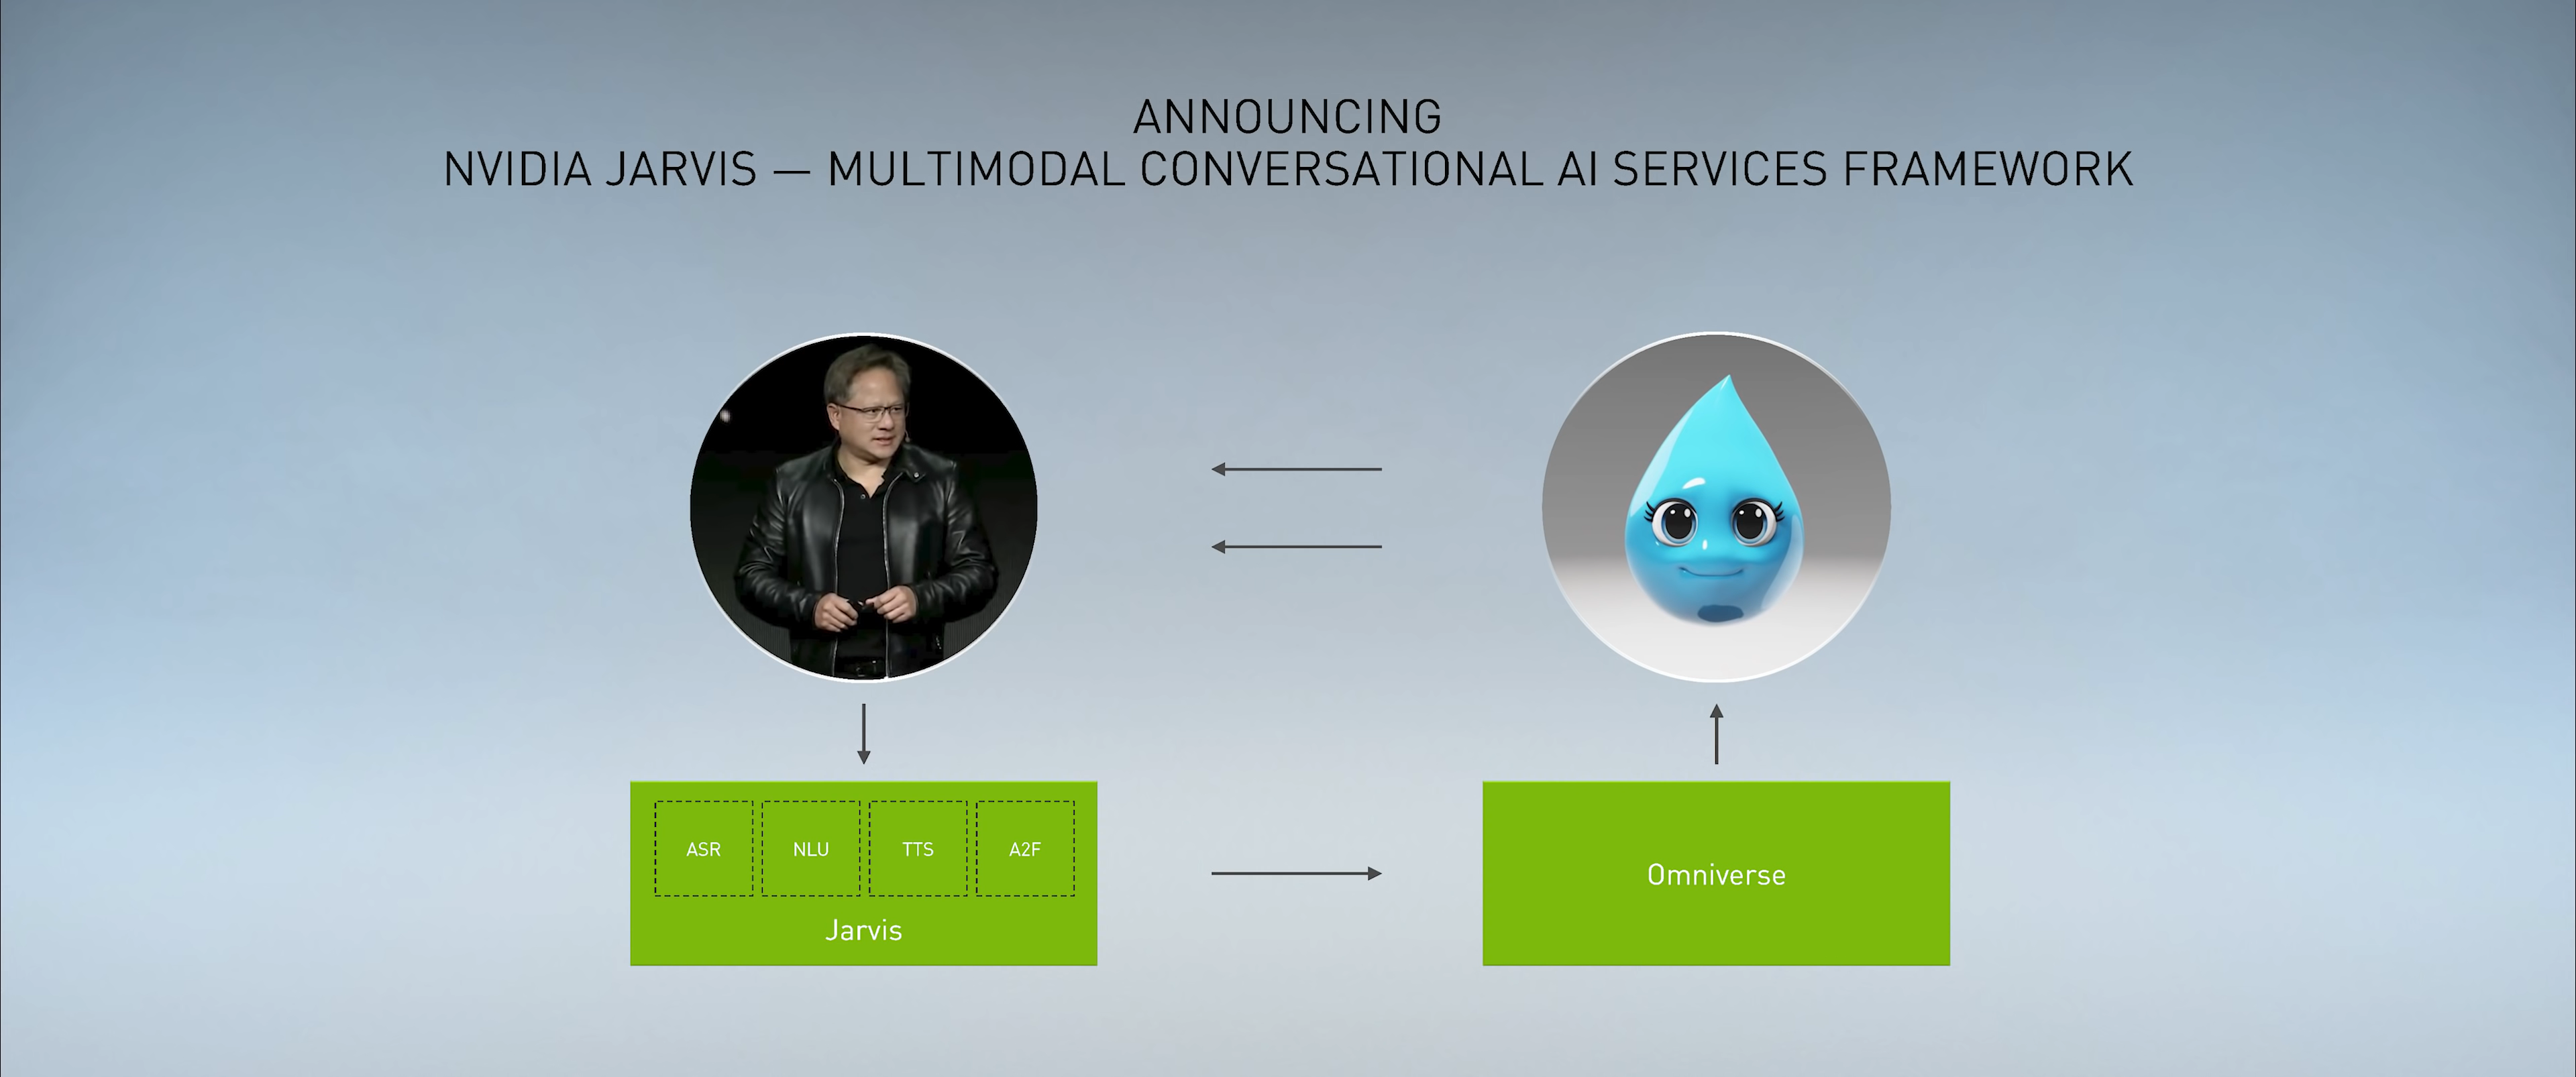 ANNOUNCING
NVIDIA JARVIS — MULTIMODAL CONVERSATIONAL AI SERVICES FRAMEWORK
ASR
NLU
TTS
A2F
Jarvis
Omniverse